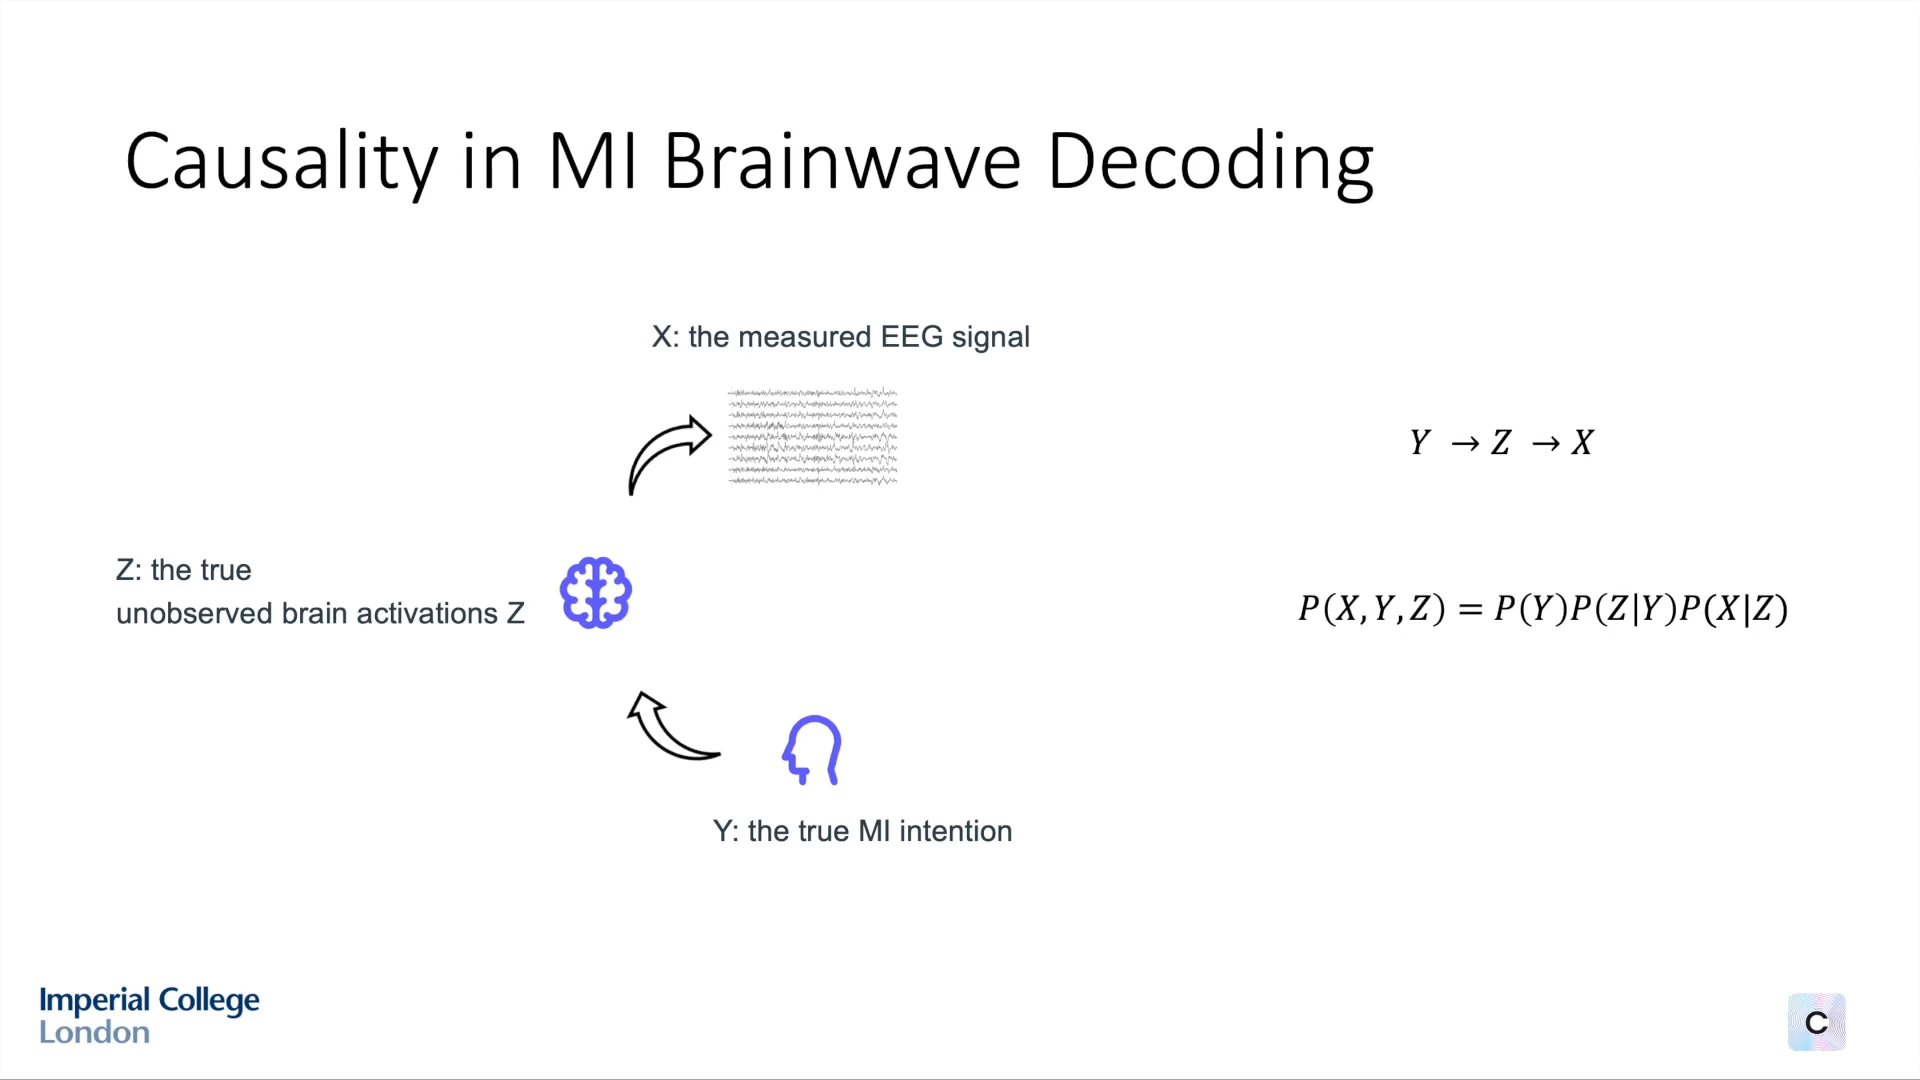 Causality in MI Brainwave Decoding
X: the measured EEG signal
Y → Z → X
Z: the true
unobserved brain activations Z
P(X, Y, Z) = P(Y)P(Z|Y)P(X|Z)
Y: the true MI intention
Imperial College
London
C